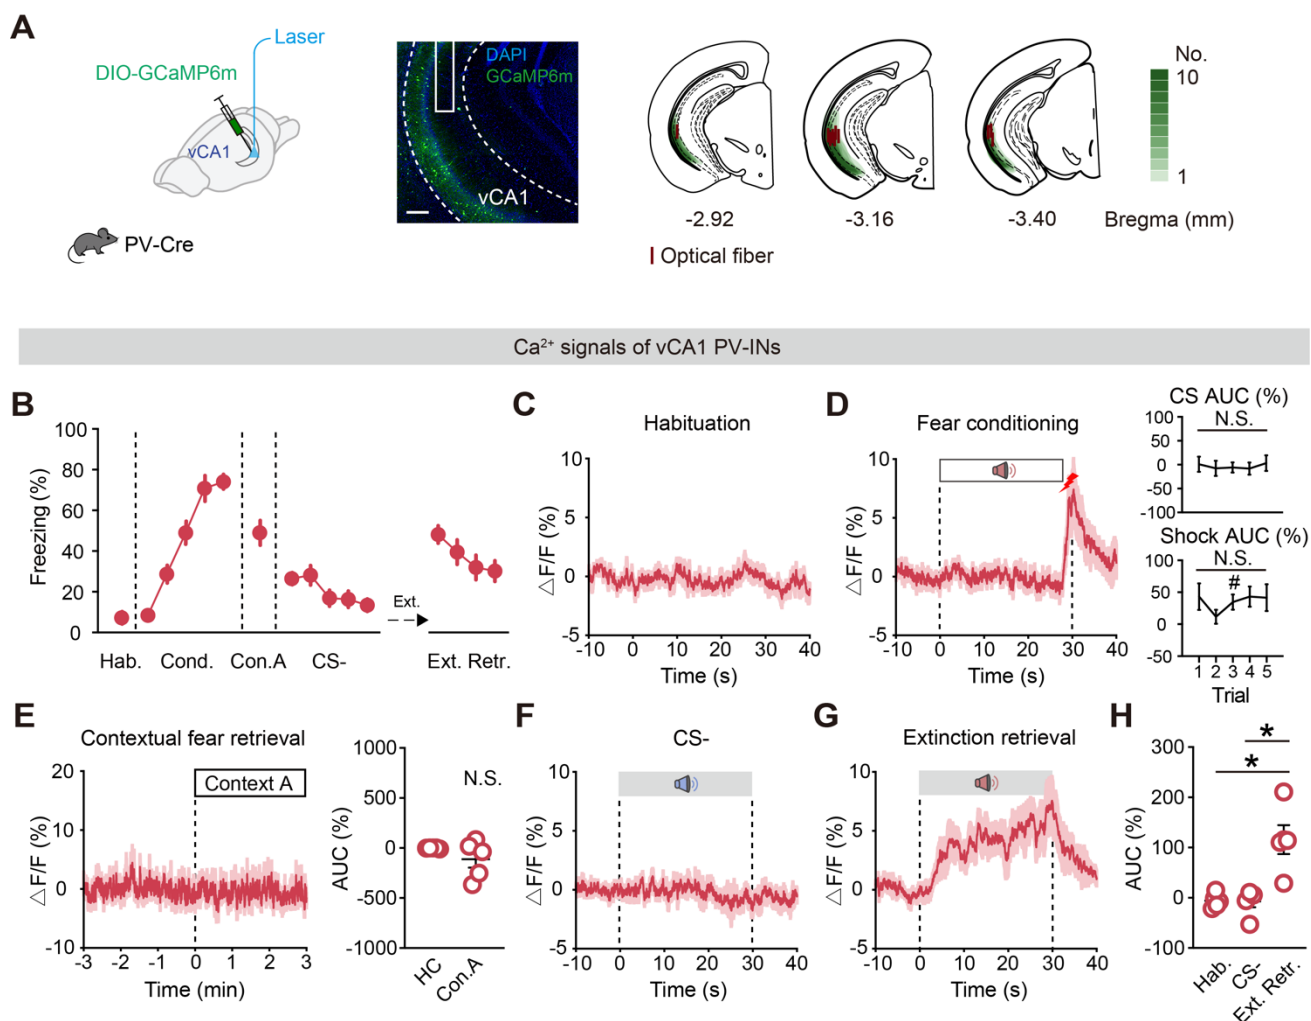 A
Laser
DIO-GCaMP6m
vCA1
PV-Cre
DAPI
GCaMP6m
vCA1
-2.92
-3.16
-3.40
Bregma (mm)
Optical fiber
No.
10
1
Ca²⁺ signals of vCA1 PV-INs
B
Freezing (%)
100
80
60
40
20
0
Hab.
Cond.
Con.A
CS-
Ext.
Ext. Retr.
C
Habituation
△F/F (%)
10
5
0
-5
-10 0 10 20 30 40
Time (s)
D
Fear conditioning
△F/F (%)
10
5
0
-5
-10 0 10 20 30 40
Time (s)
CS AUC (%)
N.S.
100
50
0
-50
-100
Shock AUC (%)
N.S.
#
100
50
0
-50
1 2 3 4 5
Trial
E
Contextual fear retrieval
Context A
△F/F (%)
20
10
0
-10
-3 -2 -1 0 1 2 3
Time (min)
AUC (%)
1000
500
0
-500
-1000
N.S.
HC
Con.A
F
CS-
△F/F (%)
10
5
0
-5
-10 0 10 20 30 40
Time (s)
G
Extinction retrieval
△F/F (%)
10
5
0
-5
-10 0 10 20 30 40
Time (s)
H
AUC (%)
300
200
100
0
-100
*
*
Hab.
CS-
Ext. Retr.